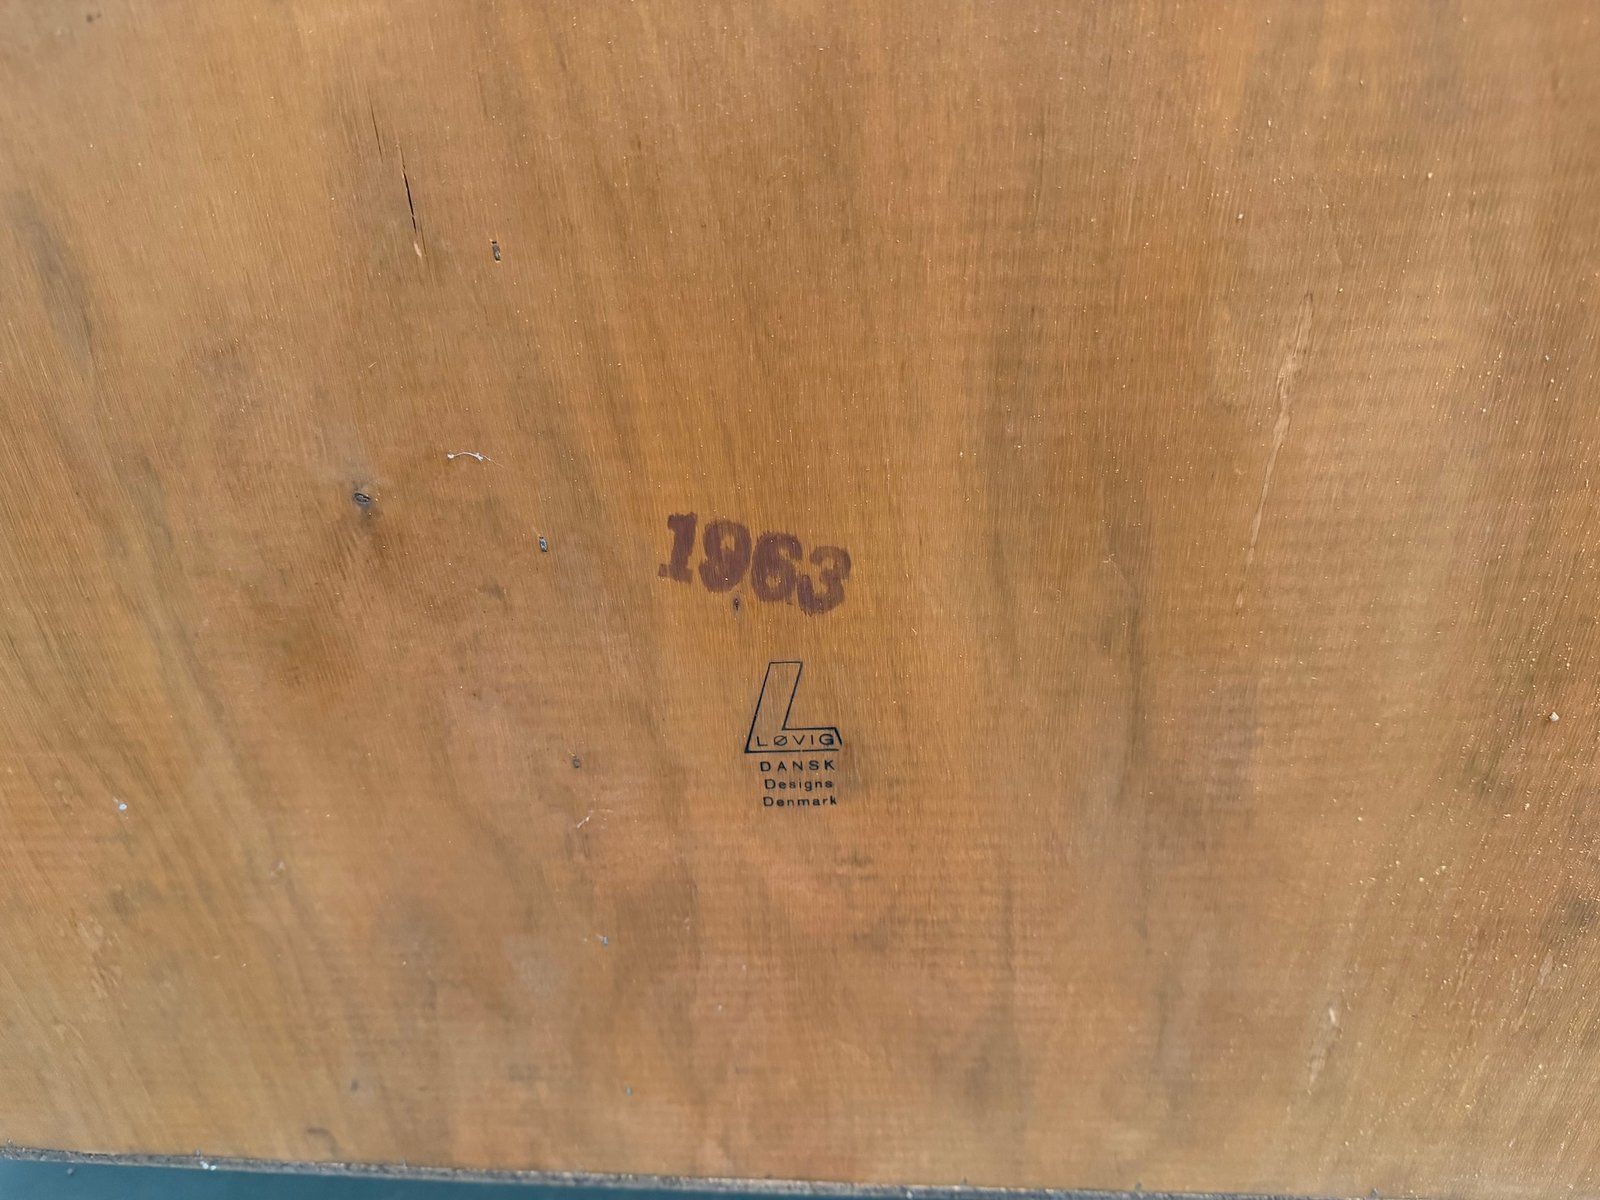 1963
LØVIG
DANSK
Designs
Denmark